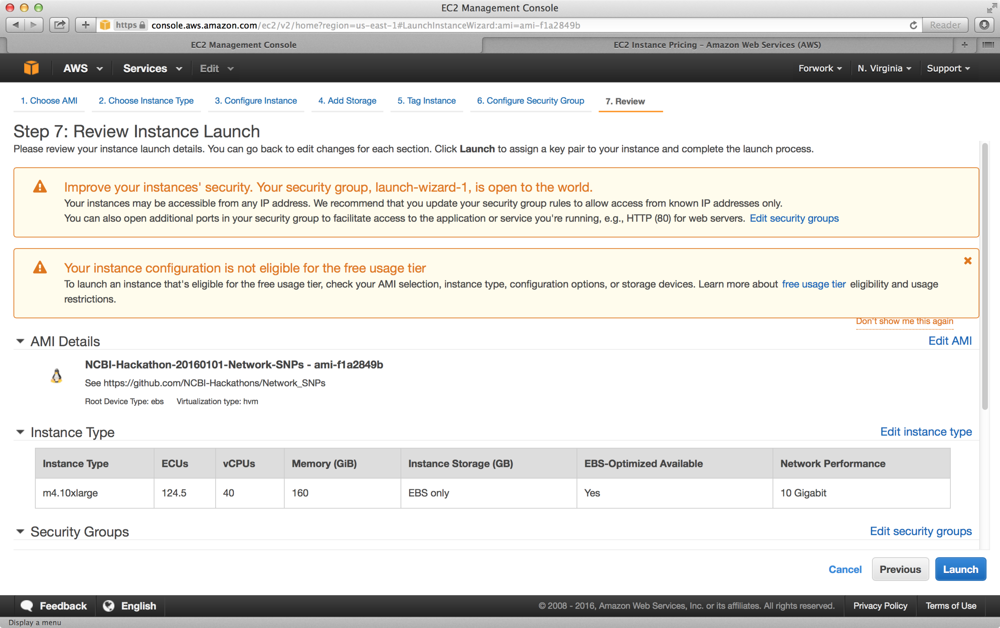 EC2 Management Console
https console.aws.amazon.com/ec2/v2/home?region=us-east-1#LaunchInstanceWizard:ami=ami-f1a2849b Reader
EC2 Management Console EC2 Instance Pricing – Amazon Web Services (AWS)
AWS Services Edit Forwork N. Virginia Support
1. Choose AMI 2. Choose Instance Type 3. Configure Instance 4. Add Storage 5. Tag Instance 6. Configure Security Group 7. Review
Step 7: Review Instance Launch
Please review your instance launch details. You can go back to edit changes for each section. Click Launch to assign a key pair to your instance and complete the launch process.
Improve your instances' security. Your security group, launch-wizard-1, is open to the world.
Your instances may be accessible from any IP address. We recommend that you update your security group rules to allow access from known IP addresses only.
You can also open additional ports in your security group to facilitate access to the application or service you're running, e.g., HTTP (80) for web servers. Edit security groups
Your instance configuration is not eligible for the free usage tier
To launch an instance that's eligible for the free usage tier, check your AMI selection, instance type, configuration options, or storage devices. Learn more about free usage tier eligibility and usage
restrictions.
Don't show me this again
AMI Details Edit AMI
NCBI-Hackathon-20160101-Network-SNPs - ami-f1a2849b
See https://github.com/NCBI-Hackathons/Network_SNPs
Root Device Type: ebs Virtualization type: hvm
Instance Type Edit instance type
Instance Type ECUs vCPUs Memory (GiB) Instance Storage (GB) EBS-Optimized Available Network Performance
m4.10xlarge 124.5 40 160 EBS only Yes 10 Gigabit
Security Groups Edit security groups
Cancel Previous Launch
Feedback English © 2008 - 2016, Amazon Web Services, Inc. or its affiliates. All rights reserved. Privacy Policy Terms of Use
Display a menu